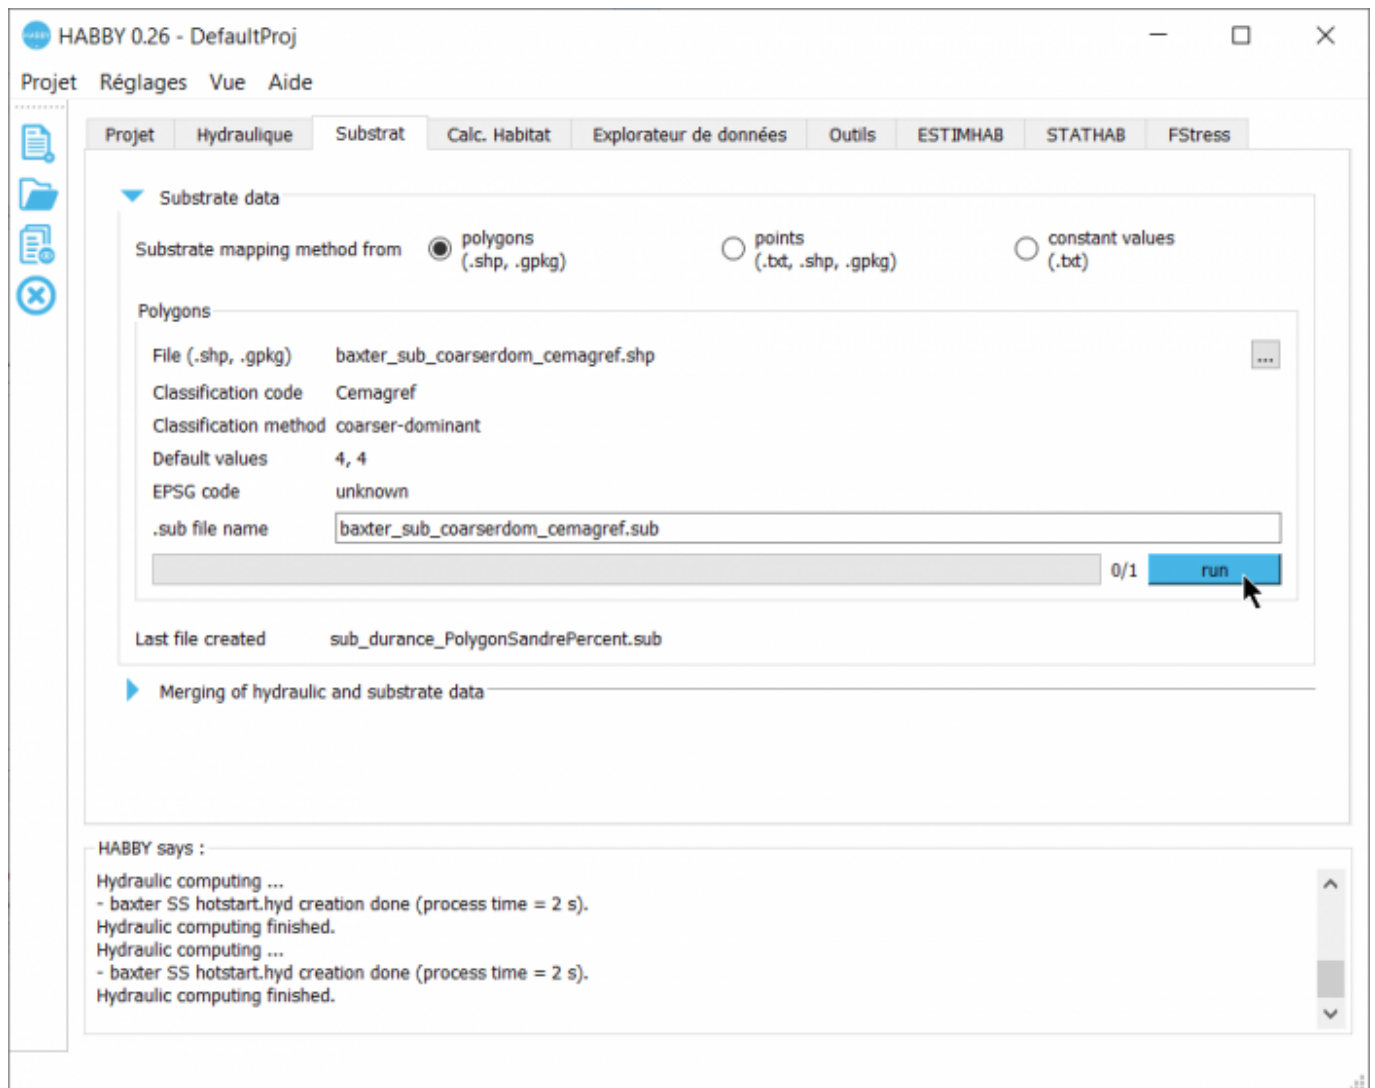 HABBY 0.26 - DefaultProj
Projet Réglages Vue Aide
Projet Hydraulique Substrat Calc. Habitat Explorateur de données Outils ESTIMHAB STATHAB FStress
Substrate data
Substrate mapping method from
polygons
(.shp, .gpkg)
points
(.txt, .shp, .gpkg)
constant values
(.txt)
Polygons
File (.shp, .gpkg) baxter_sub_coarserdom_cemagref.shp ...
Classification code Cemagref
Classification method coarser-dominant
Default values 4, 4
EPSG code unknown
.sub file name baxter_sub_coarserdom_cemagref.sub
0/1 run
Last file created sub_durance_PolygonSandrePercent.sub
Merging of hydraulic and substrate data
HABBY says :
Hydraulic computing ...
- baxter SS hotstart.hyd creation done (process time = 2 s).
Hydraulic computing finished.
Hydraulic computing ...
- baxter SS hotstart.hyd creation done (process time = 2 s).
Hydraulic computing finished.